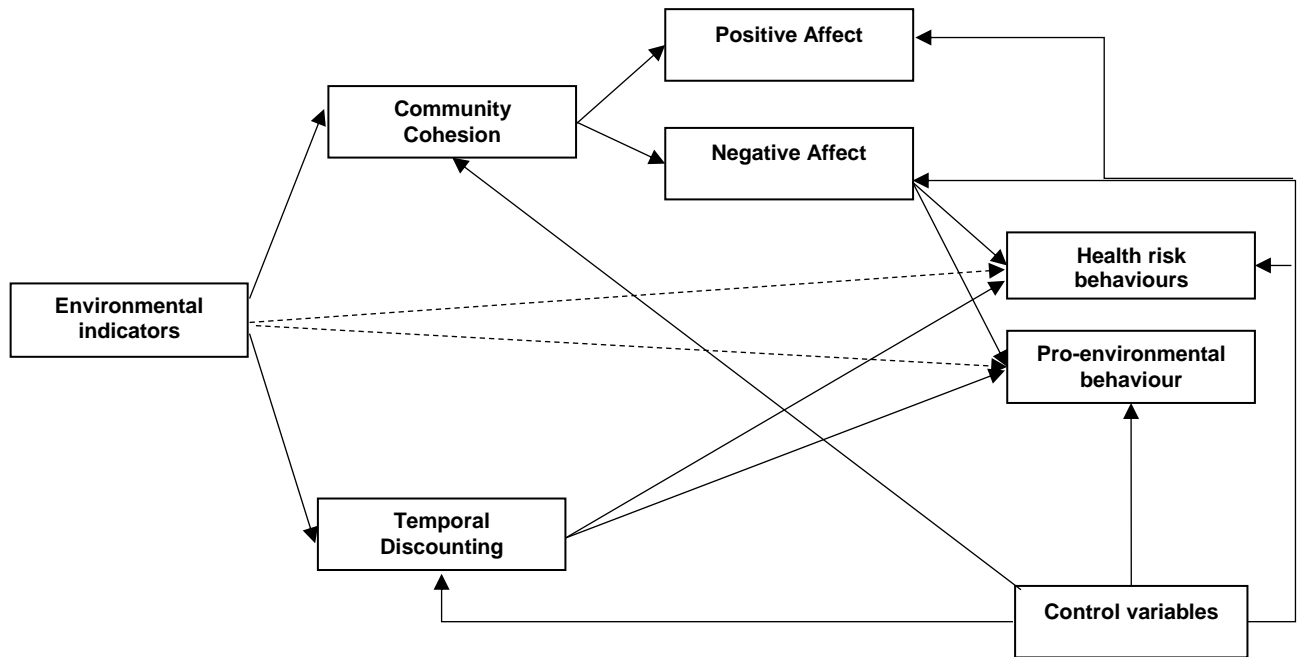 Positive Affect
Community
Cohesion
Negative Affect
Health risk
behaviours
Environmental
indicators
Pro-environmental
behaviour
Temporal
Discounting
Control variables